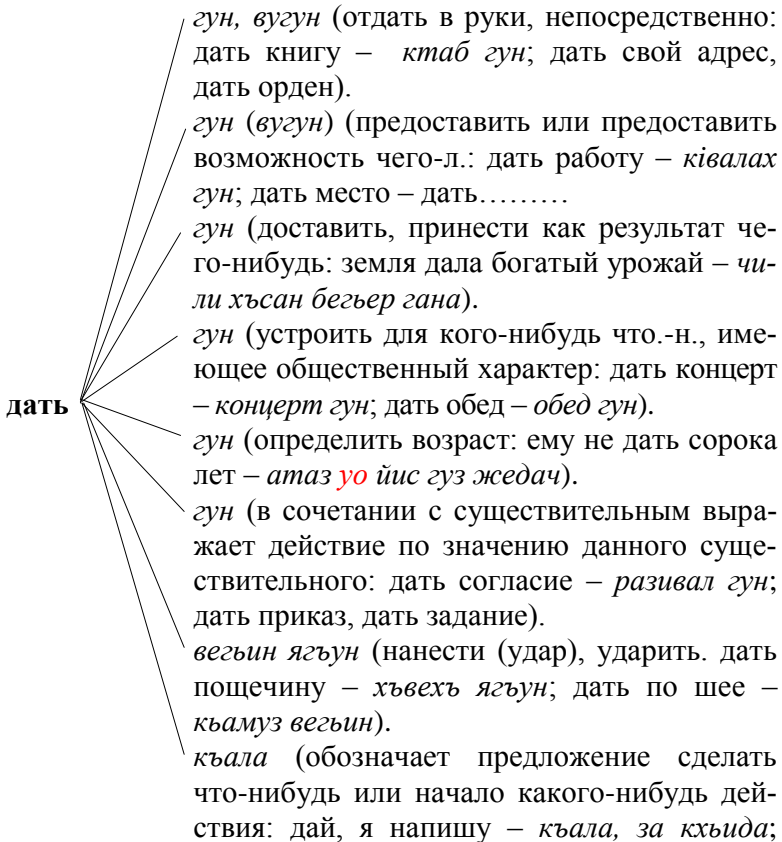 гун, вугун (отдать в руки, непосредственно:
дать книгу – ктаб гун; дать свой адрес,
дать орден).
гун (вугун) (предоставить или предоставить
возможность чего-л.: дать работу – кiвалах
гун; дать место – дать………
гун (доставить, принести как результат че-
го-нибудь: земля дала богатый урожай – чи-
ли хъсан бегьер гана).
гун (устроить для кого-нибудь что.-н., име-
ющее общественный характер: дать концерт
– концерт гун; дать обед – обед гун).
дать
гун (определить возраст: ему не дать сорока
лет – атаз уо йис гуз жедач).
гун (в сочетании с существительным выра-
жает действие по значению данного суще-
ствительного: дать согласие – разивал гун;
дать приказ, дать задание).
вегьин ягъун (нанести (удар), ударить. дать
пощечину – хъвехъ ягъун; дать по шее –
кьамуз вегьин).
къала (обозначает предложение сделать
что-нибудь или начало какого-нибудь дей-
ствия: дай, я напишу – къала, за кхьида;